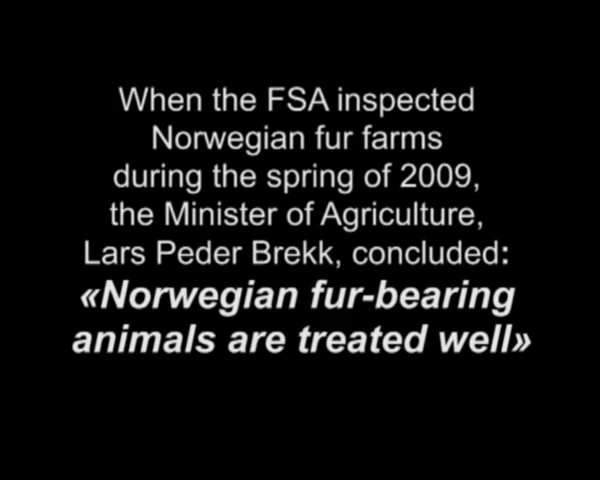 When the FSA inspected
Norwegian fur farms
during the spring of 2009,
the Minister of Agriculture,
Lars Peder Brekk, concluded:
«Norwegian fur-bearing
animals are treated well»